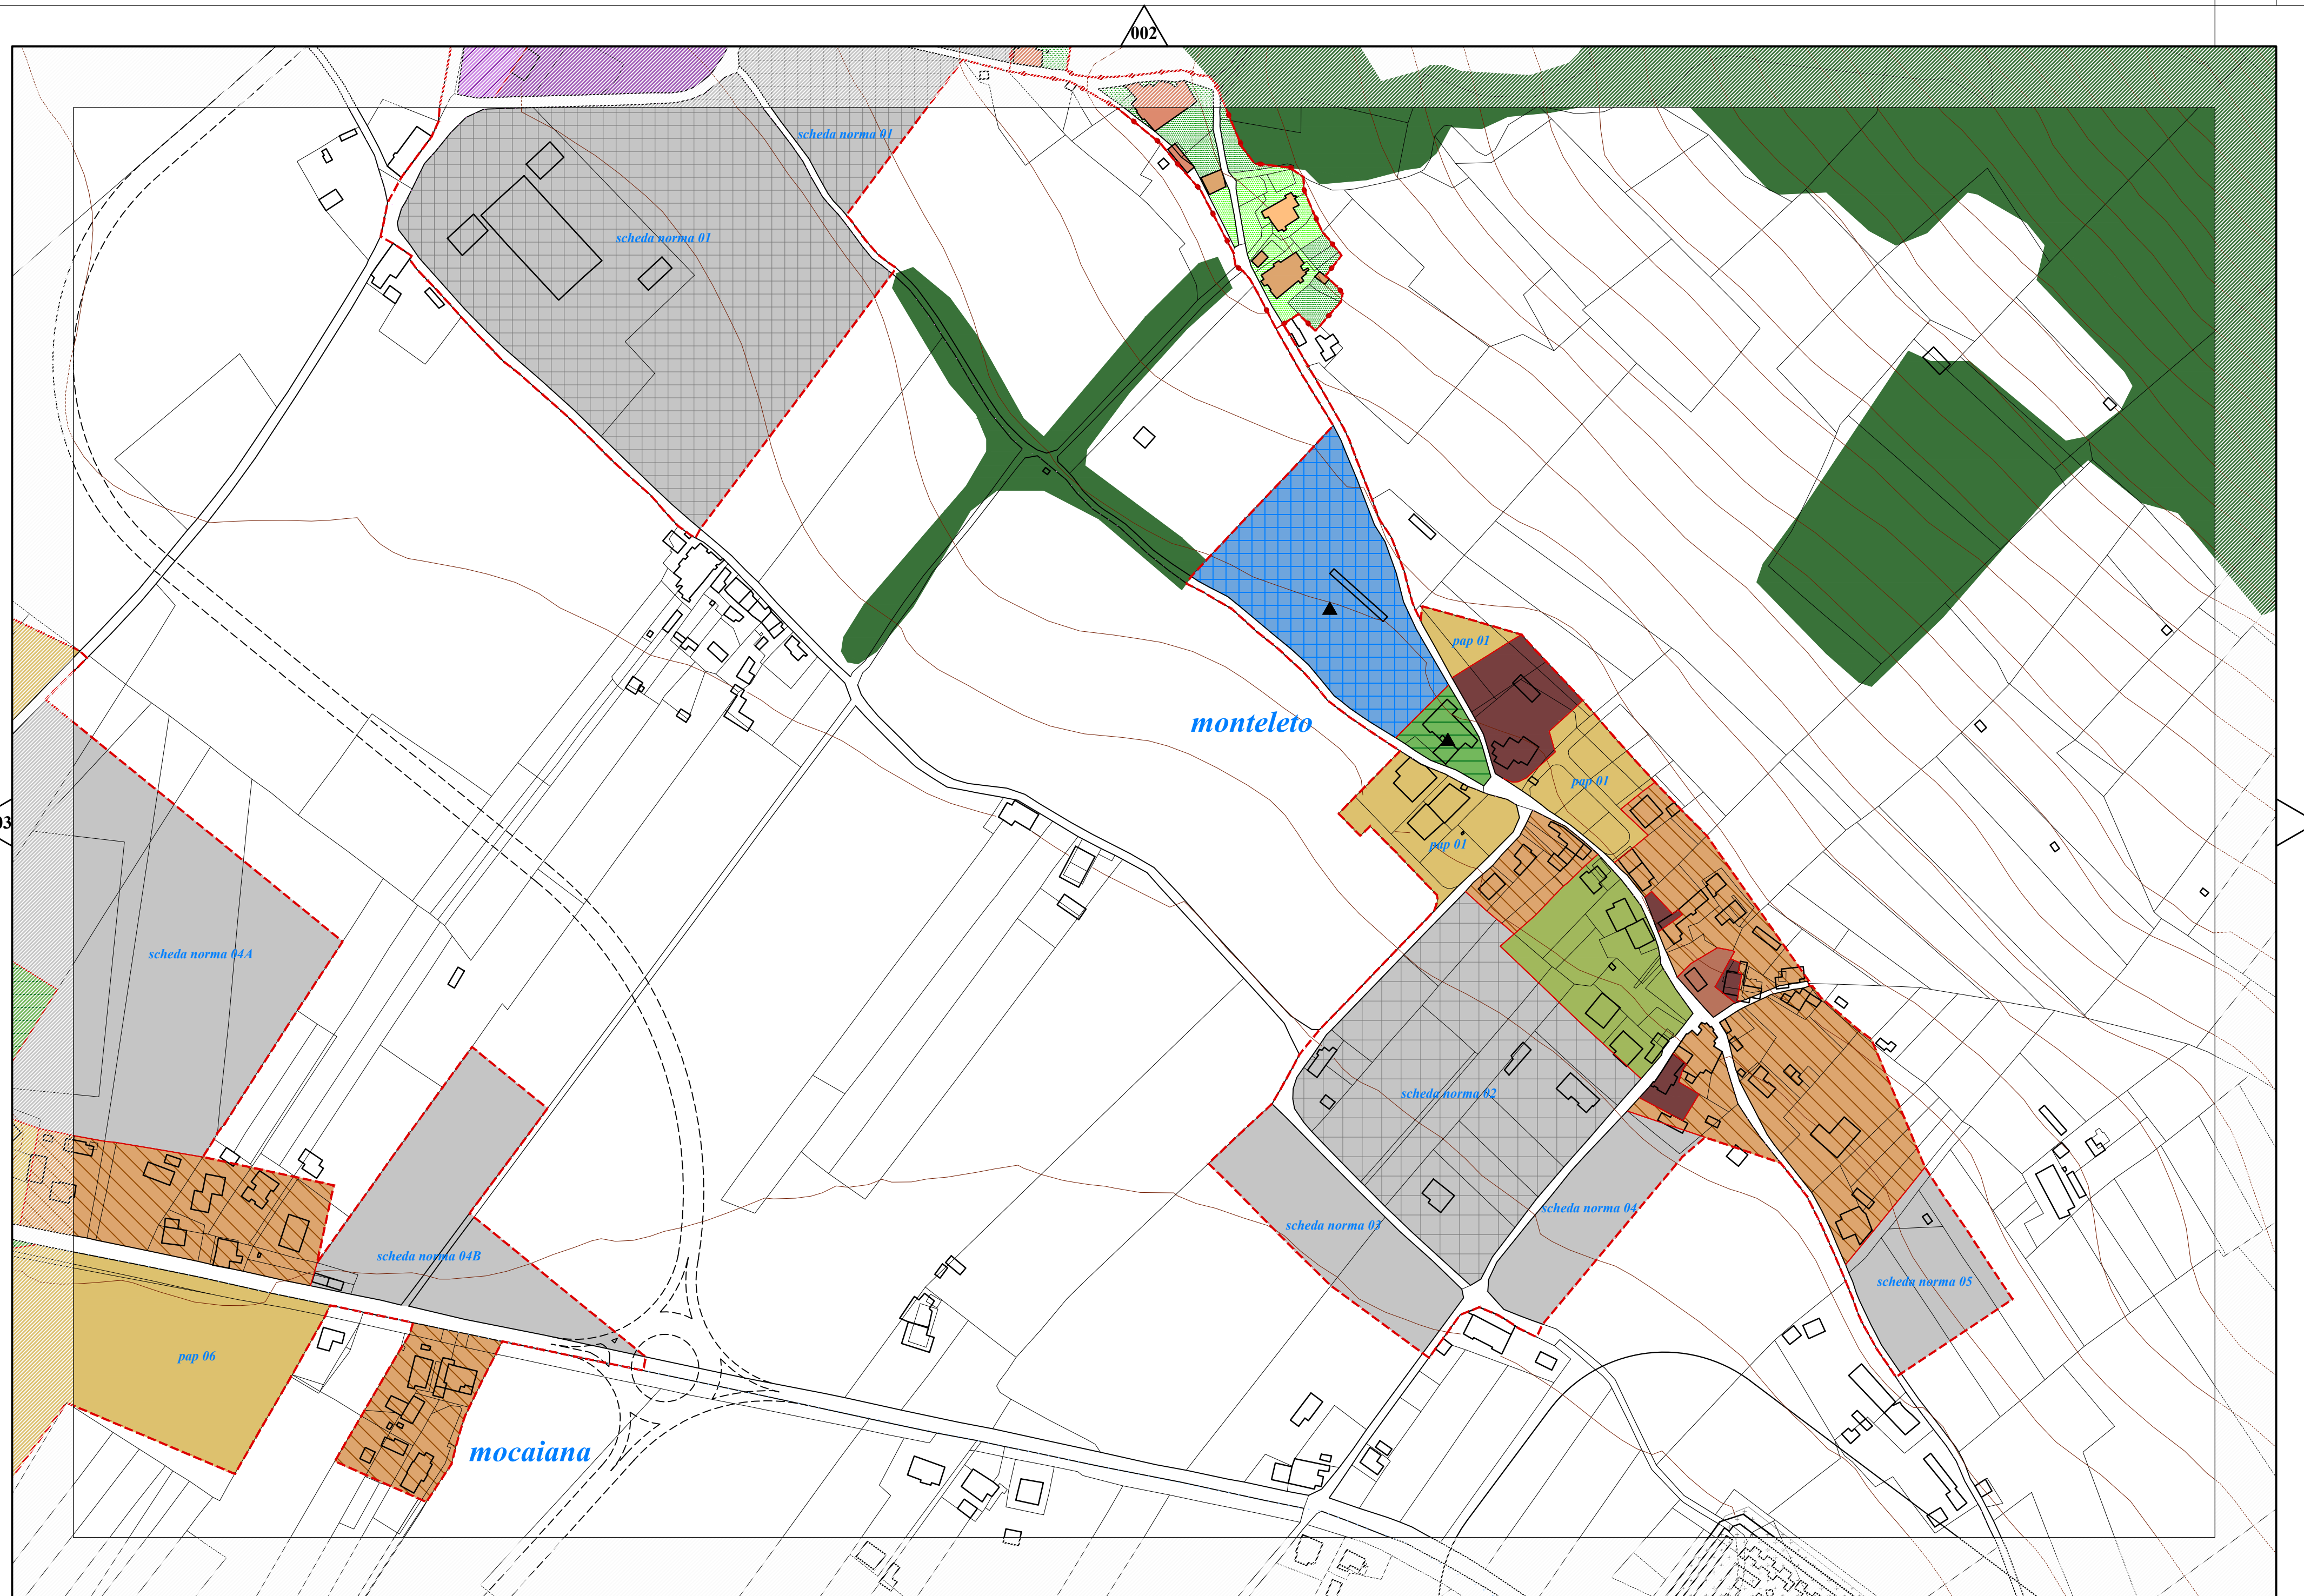 002
scheda norma 01
scheda norma 01
pap 01
monteleto
pap 01
03
pap 01
scheda norma 04A
scheda norma 02
scheda norma 04
scheda norma 03
scheda norma 04B
scheda norma 05
pap 06
mocaiana